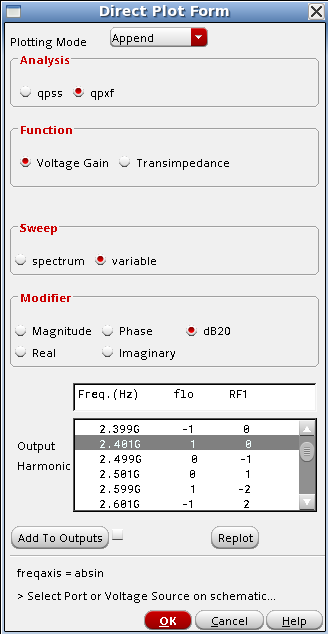 Direct Plot Form
Plotting Mode Append
Analysis
qpss qpxf
Function
Voltage Gain Transimpedance
Sweep
spectrum variable
Modifier
Magnitude Phase dB20
Real Imaginary
Freq.(Hz) flo RF1
2.399G -1 0
2.401G 1 0
2.499G 0 -1
2.501G 0 1
2.599G 1 -2
2.601G -1 2
Output
Harmonic
Add To Outputs Replot
freqaxis = absin
> Select Port or Voltage Source on schematic...
OK Cancel Help